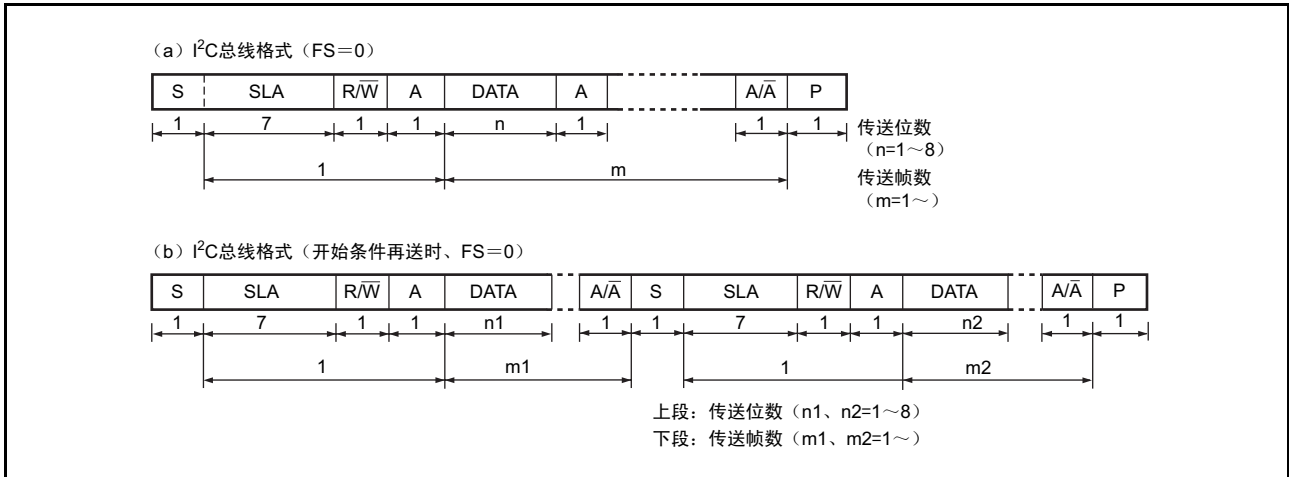 （a）I²C总线格式（FS＝0）
S SLA R/W̅ A DATA A A/A̅ P
1 7 1 1 n 1 1 1 传送位数
（n=1～8）
1 m 传送帧数
（m=1～）
（b）I²C总线格式（开始条件再送时、FS＝0）
S SLA R/W̅ A DATA A/A̅ S SLA R/W̅ A DATA A/A̅ P
1 7 1 1 n1 1 1 7 1 1 n2 1 1
1 m1 1 m2
上段：传送位数（n1、n2=1～8）
下段：传送帧数（m1、m2=1～）